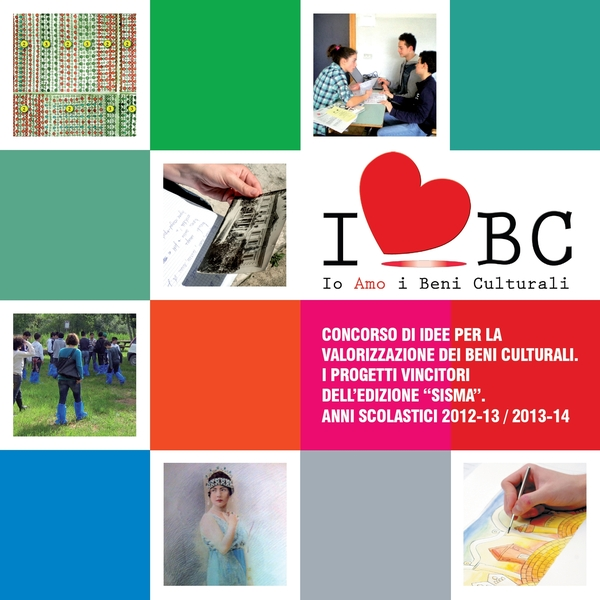 I BC
Io Amo i Beni Culturali
CONCORSO DI IDEE PER LA
VALORIZZAZIONE DEI BENI CULTURALI.
I PROGETTI VINCITORI
DELL'EDIZIONE “SISMA”.
ANNI SCOLASTICI 2012-13 / 2013-14